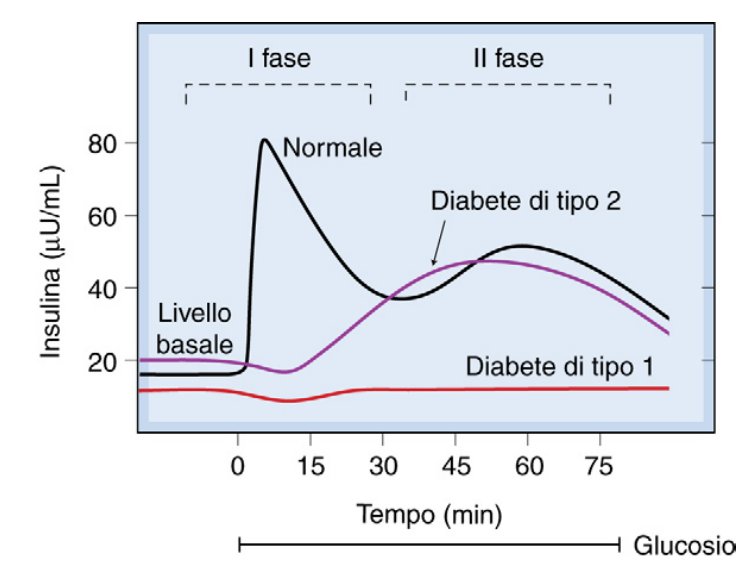 I fase
II fase
80
60
40
20
Insulina (μU/mL)
Normale
Diabete di tipo 2
Livello
basale
Diabete di tipo 1
0 15 30 45 60 75
Tempo (min)
Glucosio